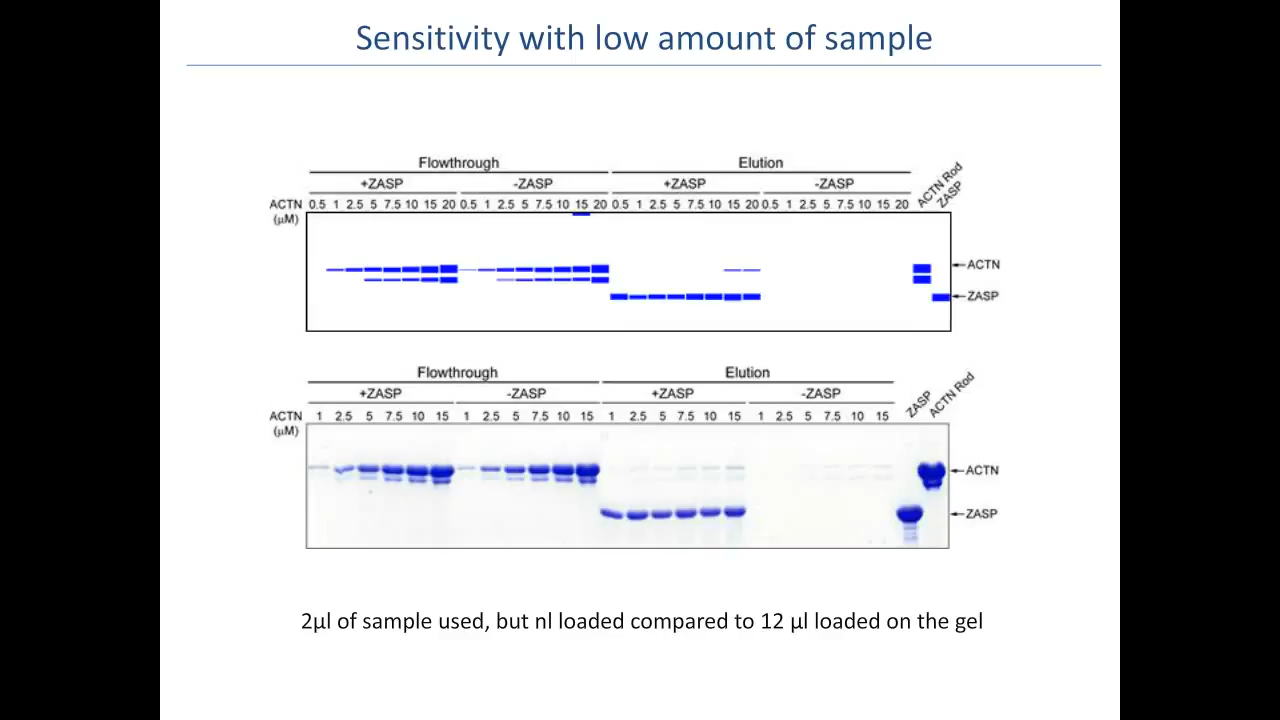 Sensitivity with low amount of sample
Flowthrough Elution
+ZASP -ZASP +ZASP -ZASP ACTN Rod ZASP
ACTN 0.5 1 2.5 5 7.5 10 15 20 0.5 1 2.5 5 7.5 10 15 20 0.5 1 2.5 5 7.5 10 15 20 0.5 1 2.5 5 7.5 10 15 20
(µM)
ACTN
ZASP
Flowthrough Elution
+ZASP -ZASP +ZASP -ZASP ZASP ACTN Rod
ACTN 1 2.5 5 7.5 10 15 1 2.5 5 7.5 10 15 1 2.5 5 7.5 10 15 1 2.5 5 10 15
(µM)
ACTN
ZASP
2µl of sample used, but nl loaded compared to 12 µl loaded on the gel